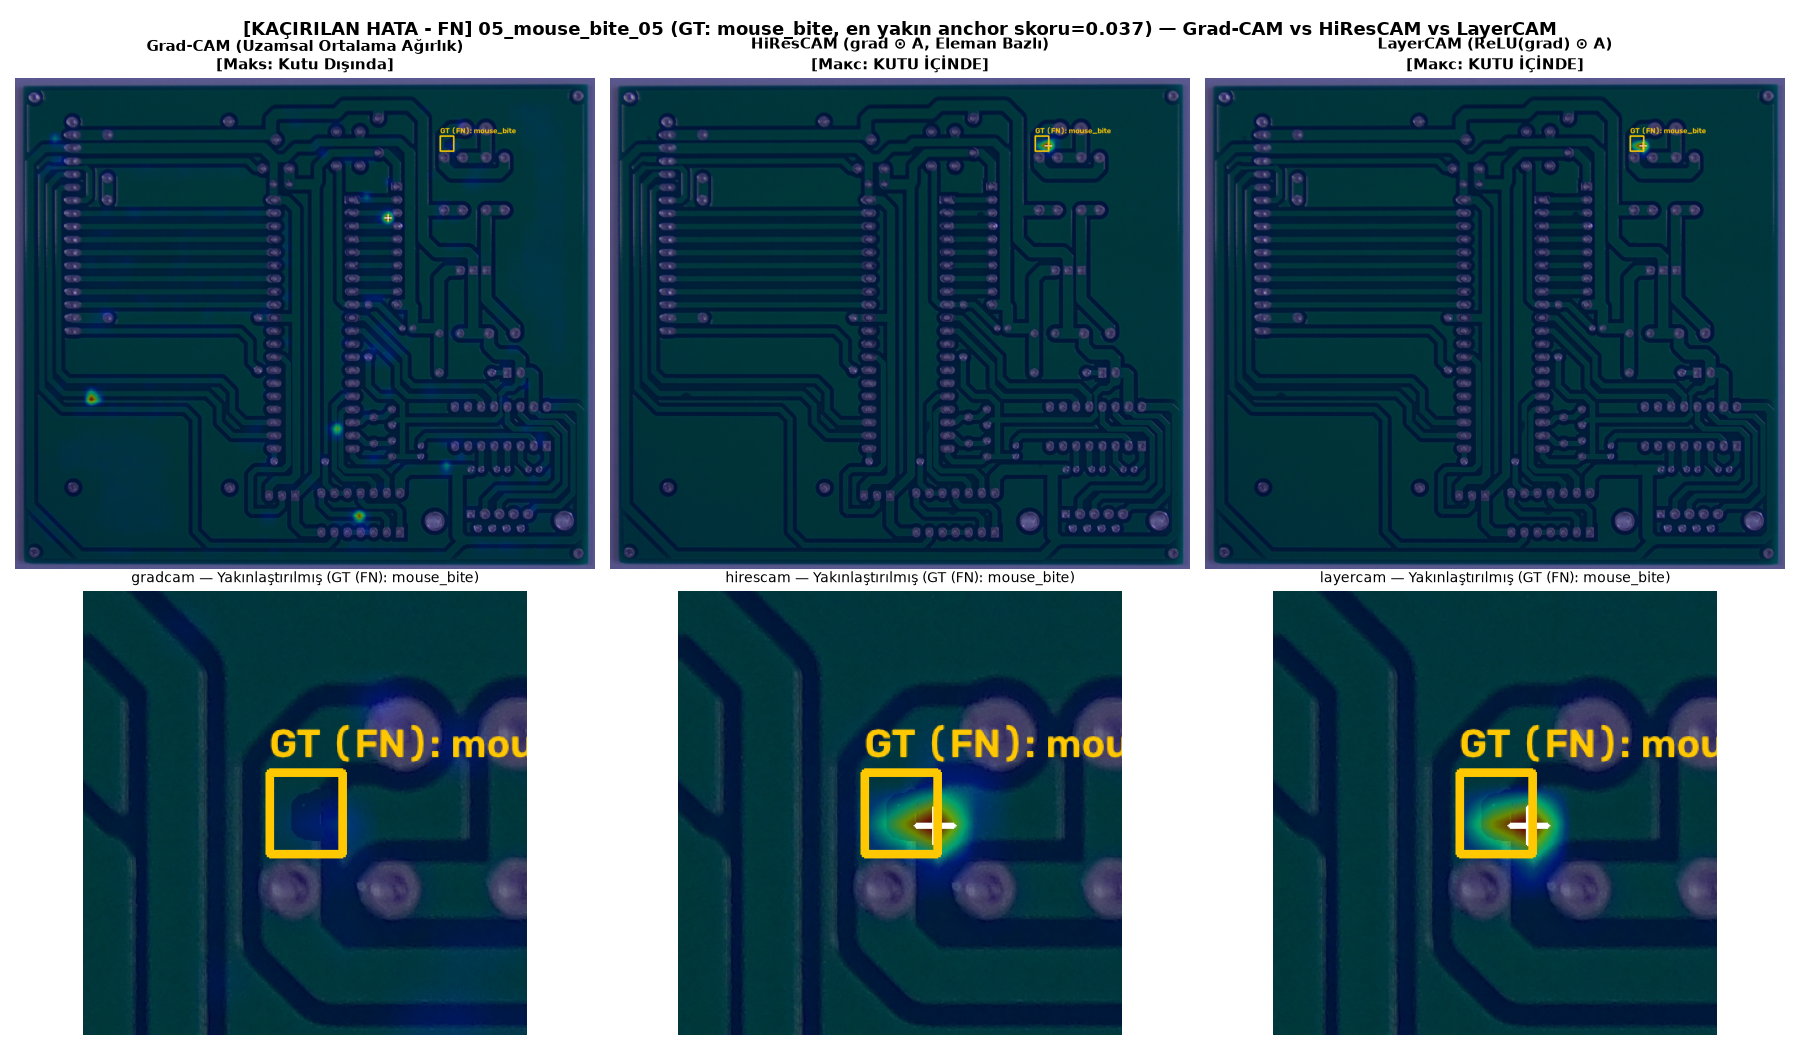 [KAÇIRILAN HATA - FN] 05_mouse_bite_05 (GT: mouse_bite, en yakın anchor skoru=0.037) — Grad-CAM vs HiResCAM vs LayerCAM
Grad-CAM (Uzamsal Ortalama Ağırlık)
[Maks: Kutu Dışında]
HiResCAM (grad ⊙ A, Eleman Bazlı)
[Макс: KUTU İÇİNDE]
LayerCAM (ReLU(grad) ⊙ A)
[Макс: KUTU İÇİNDE]
GT (FN): mouse_bite
GT (FN): mouse_bite
GT (FN): mouse_bite
gradcam — Yakınlaştırılmış (GT (FN): mouse_bite)
hirescam — Yakınlaştırılmış (GT (FN): mouse_bite)
layercam — Yakınlaştırılmış (GT (FN): mouse_bite)
GT (FN): mou
GT (FN): mou
GT (FN): mou